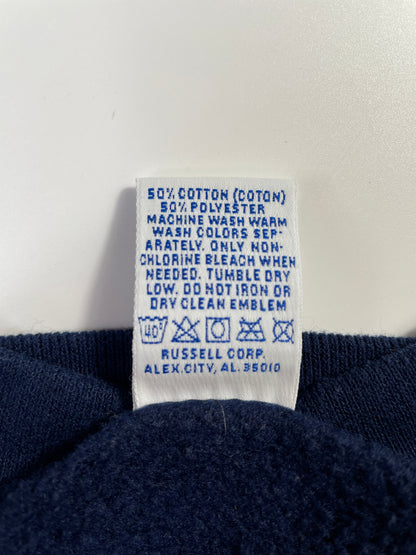 50% COTTON (COTON)
50% POLYESTER
MACHINE WASH WARM
WASH COLORS SEP-
ARATELY. ONLY NON-
CHLORINE BLEACH WHEN
NEEDED. TUMBLE DRY
LOW. DO NOT IRON OR
DRY CLEAN EMBLEM
40°
RUSSELL CORP.
ALEX. CITY, AL. 35010